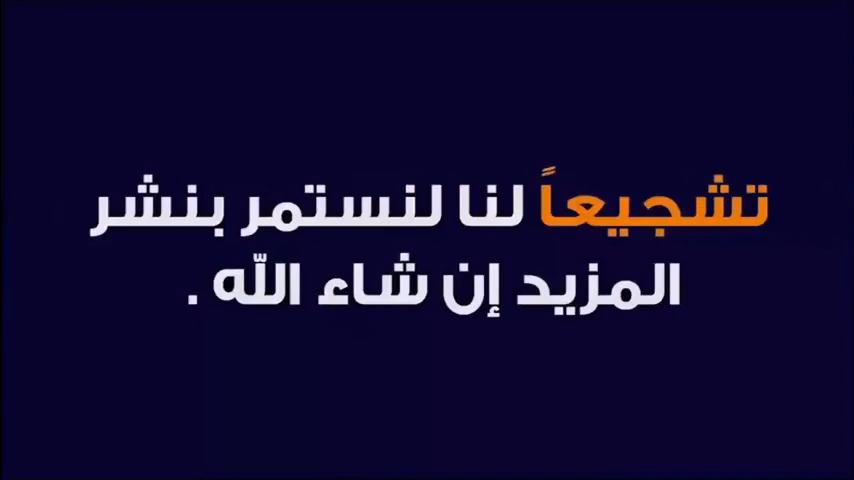 تشجيعاً لنا لنستمر بنشر
المزيد إن شاء الله .